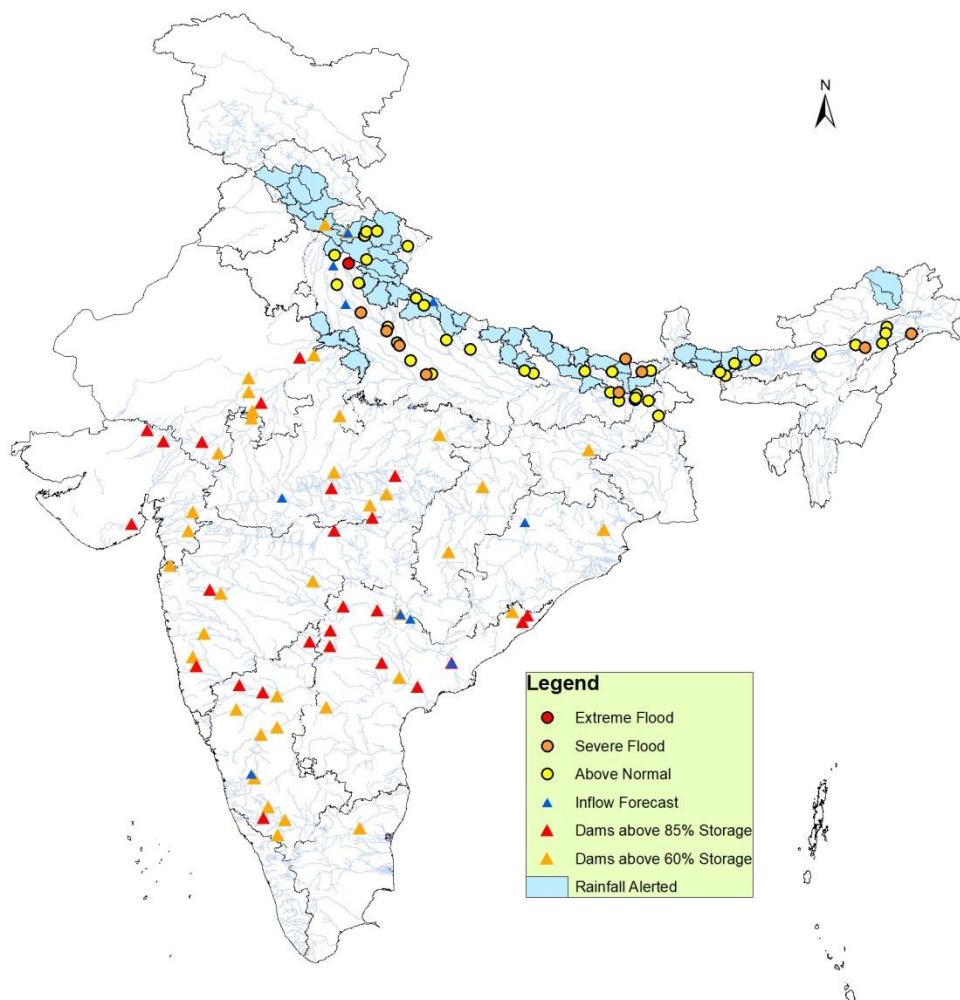 N
Legend
Extreme Flood
Severe Flood
Above Normal
Inflow Forecast
Dams above 85% Storage
Dams above 60% Storage
Rainfall Alerted